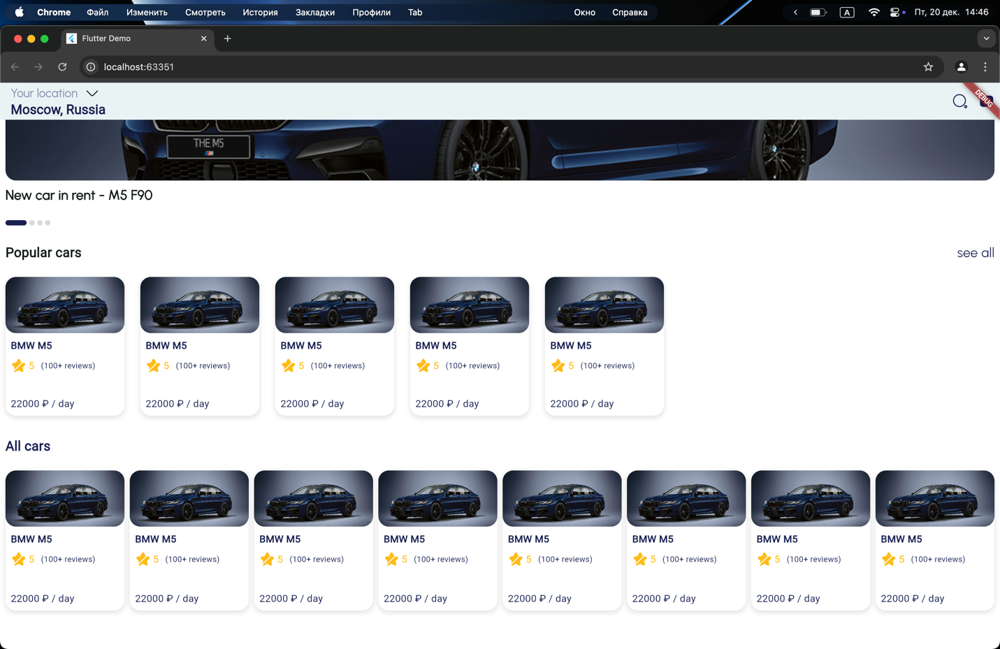 Chrome Файл Изменить Смотреть История Закладки Профили Tab Окно Справка A Пт, 20 дек. 14:46
Flutter Demo
localhost:63351
Your location
Moscow, Russia
DEBUG
THE M5
New car in rent - M5 F90
Popular cars see all
BMW M5 BMW M5 BMW M5 BMW M5 BMW M5
5 (100+ reviews) 5 (100+ reviews) 5 (100+ reviews) 5 (100+ reviews) 5 (100+ reviews)
22000 ₽ / day 22000 ₽ / day 22000 ₽ / day 22000 ₽ / day 22000 ₽ / day
All cars
BMW M5 BMW M5 BMW M5 BMW M5 BMW M5 BMW M5 BMW M5 BMW M5
5 (100+ reviews) 5 (100+ reviews) 5 (100+ reviews) 5 (100+ reviews) 5 (100+ reviews) 5 (100+ reviews) 5 (100+ reviews) 5 (100+ reviews)
22000 ₽ / day 22000 ₽ / day 22000 ₽ / day 22000 ₽ / day 22000 ₽ / day 22000 ₽ / day 22000 ₽ / day 22000 ₽ / day